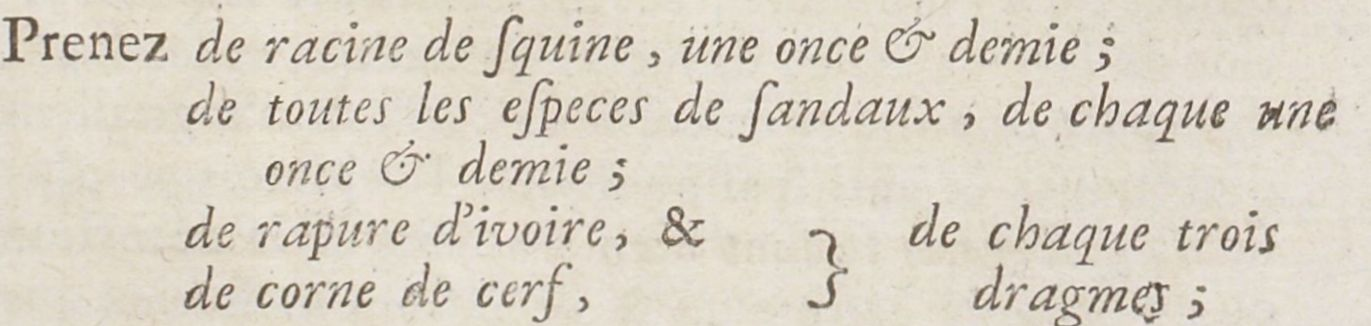 Prenez de racine de ſquine, une once & demie ;
de toutes les eſpeces de ſandaux, de chaque une
once & demie ;
de rapure d'ivoire, & } de chaque trois
de corne de cerf, dragmes ;